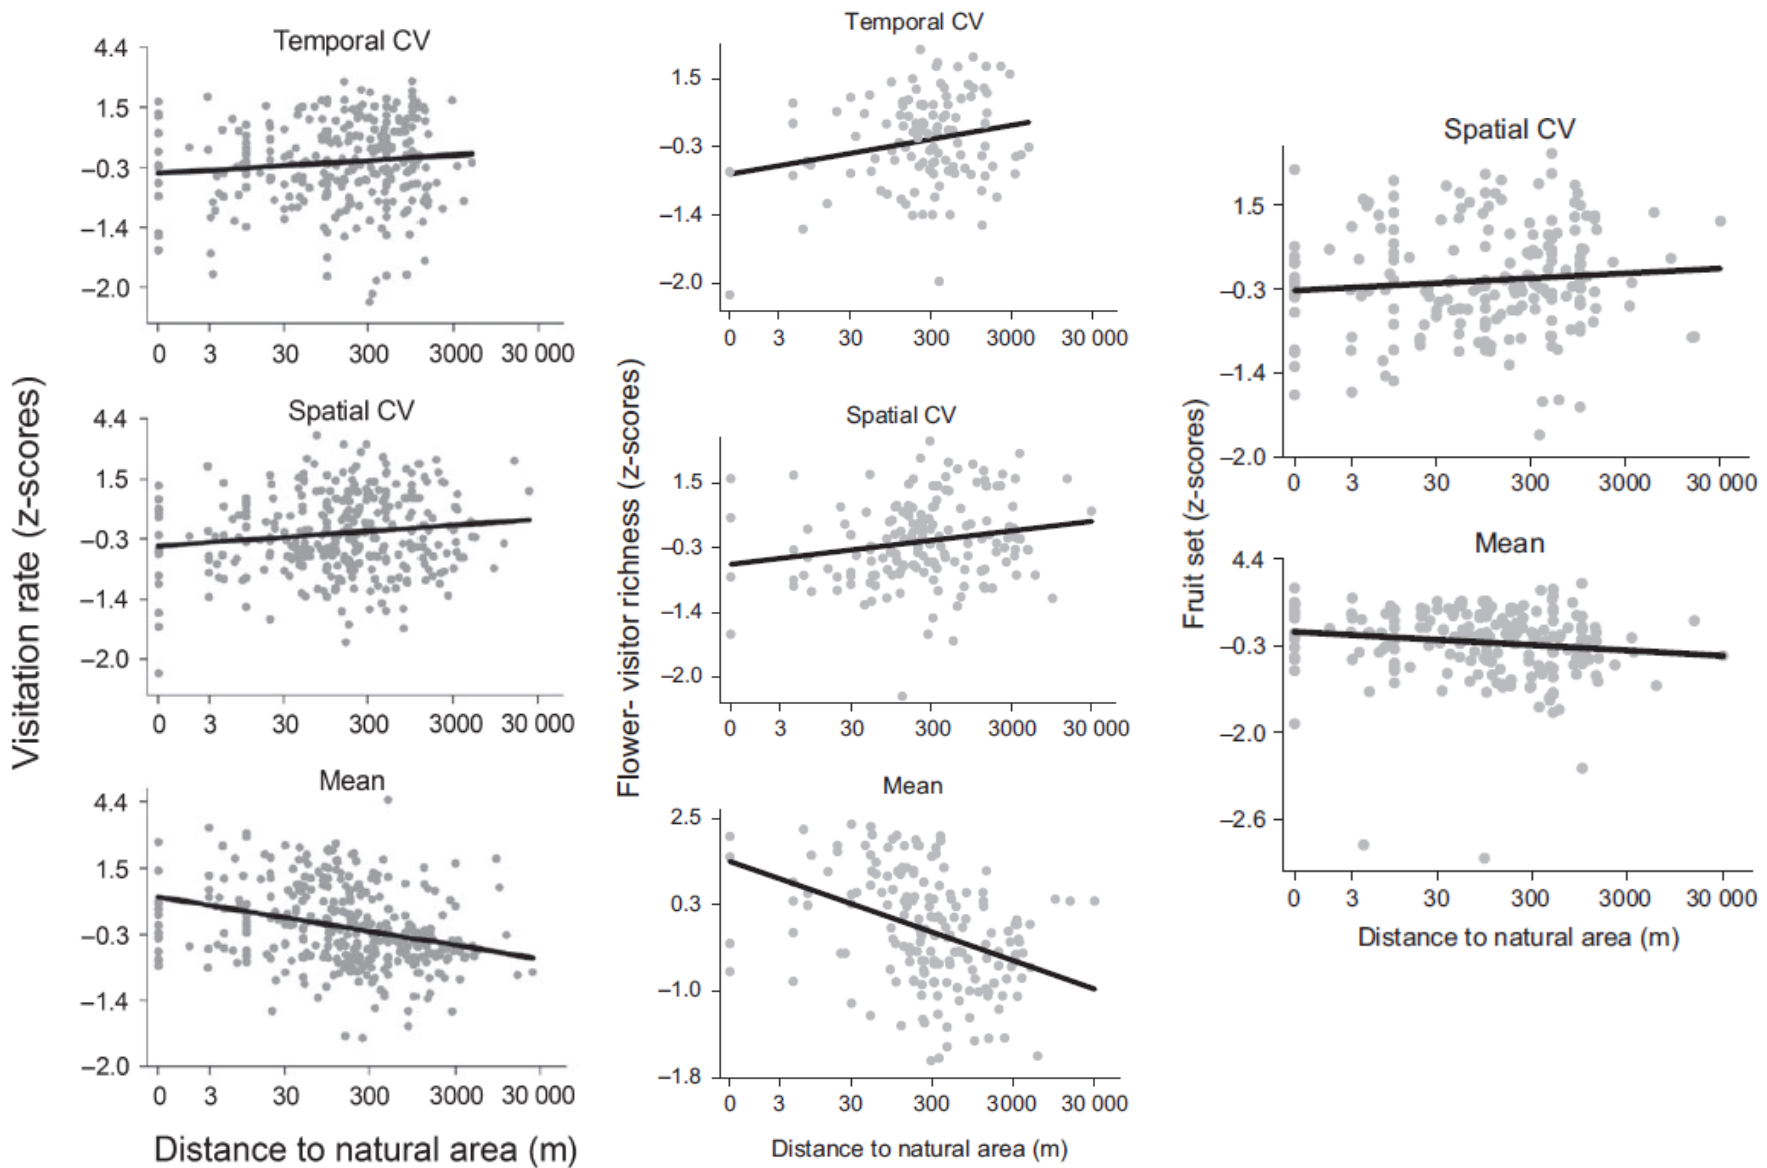 Temporal CV
4.4
1.5
−0.3
−1.4
−2.0
0 3 30 300 3000 30 000
Spatial CV
4.4
1.5
−0.3
−1.4
−2.0
0 3 30 300 3000 30 000
Mean
4.4
1.5
−0.3
−1.4
−2.0
0 3 30 300 3000 30 000
Visitation rate (z-scores)
Distance to natural area (m)
Temporal CV
1.5
−0.3
−1.4
−2.0
0 3 30 300 3000 30 000
Spatial CV
1.5
−0.3
−1.4
−2.0
0 3 30 300 3000 30 000
Mean
2.5
0.3
−1.0
−1.8
0 3 30 300 3000 30 000
Flower- visitor richness (z-scores)
Distance to natural area (m)
Spatial CV
1.5
−0.3
−1.4
−2.0
0 3 30 300 3000 30 000
Mean
4.4
−0.3
−2.0
−2.6
0 3 30 300 3000 30 000
Fruit set (z-scores)
Distance to natural area (m)